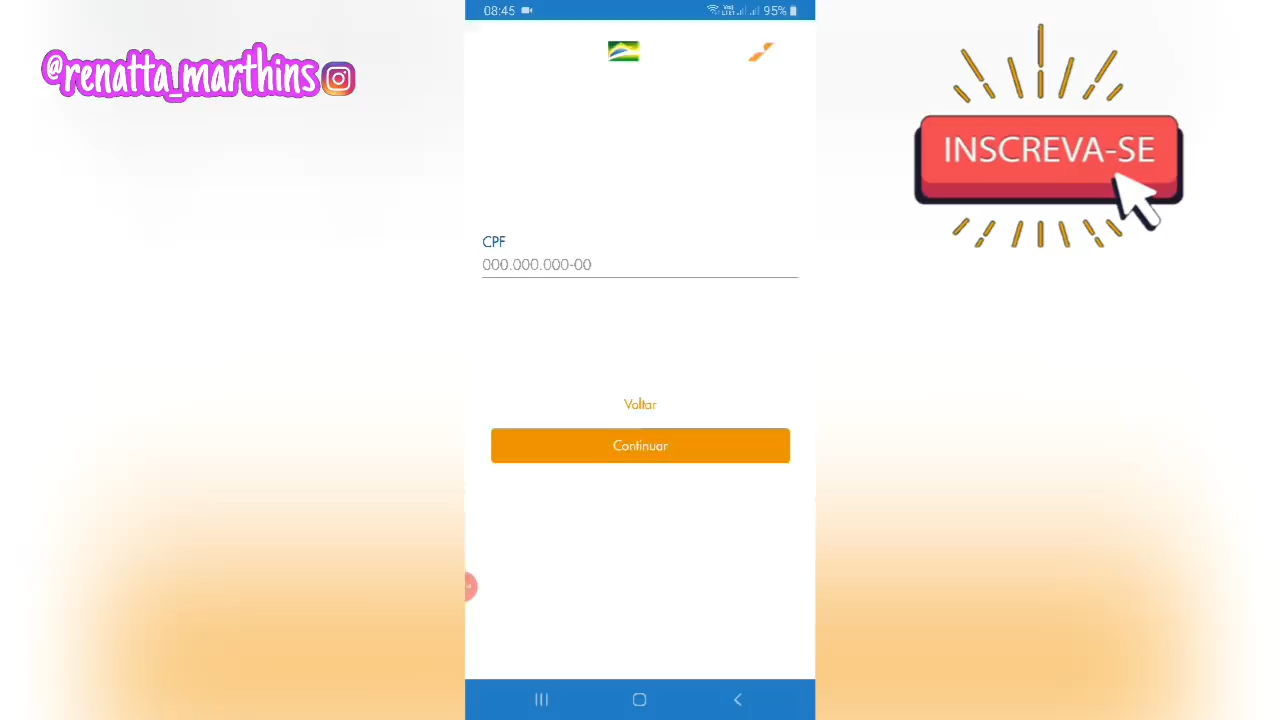 08:45
95%
@renatta_marthins
INSCREVA-SE
CPF
000.000.000-00
Voltar
Continuar